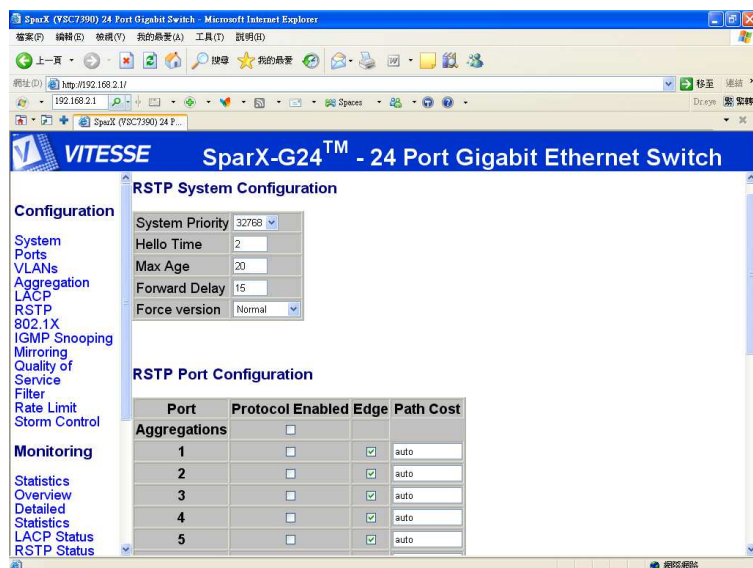 SparX (VSC7390) 24 Port Gigabit Switch - Microsoft Internet Explorer
檔案(F) 編輯(E) 檢視(V) 我的最愛(A) 工具(T) 說明(H)
上一頁 搜尋 我的最愛
網址(D) http://192.168.2.1/ 移至 連結
192.168.2.1 Spaces Dr.eye
SparX (VSC7390) 24 P...
VITESSE SparX-G24™ - 24 Port Gigabit Ethernet Switch
Configuration
System
Ports
VLANs
Aggregation
LACP
RSTP
802.1X
IGMP Snooping
Mirroring
Quality of
Service
Filter
Rate Limit
Storm Control
Monitoring
Statistics
Overview
Detailed
Statistics
LACP Status
RSTP Status
RSTP System Configuration
System Priority 32768
Hello Time 2
Max Age 20
Forward Delay 15
Force version Normal
RSTP Port Configuration
Port Protocol Enabled Edge Path Cost
Aggregations
1 auto
2 auto
3 auto
4 auto
5 auto
網際網路